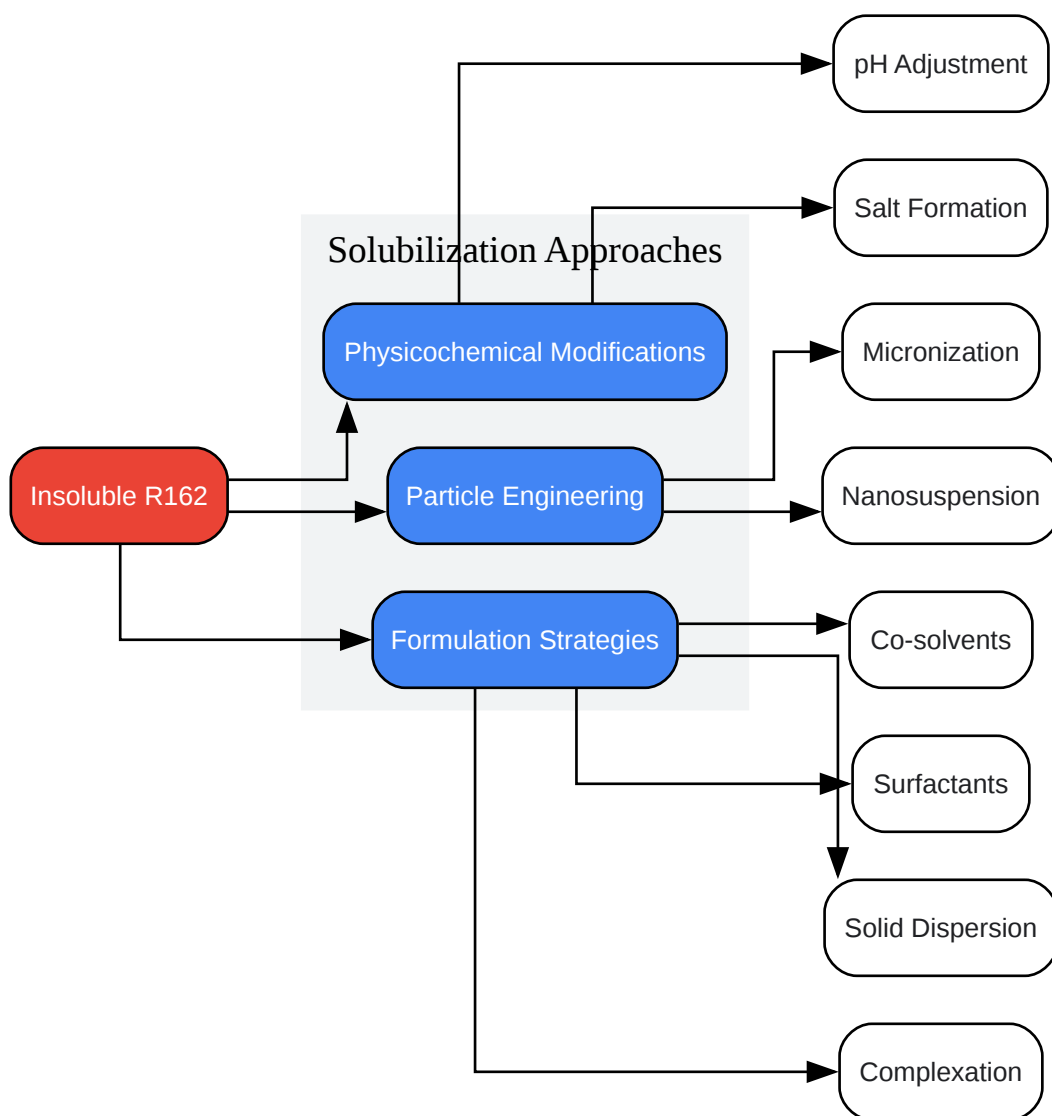 pH Adjustment
Salt Formation
Solubilization Approaches
Physicochemical Modifications
Micronization
Insoluble R162
Particle Engineering
Nanosuspension
Formulation Strategies
Co-solvents
Surfactants
Solid Dispersion
Complexation